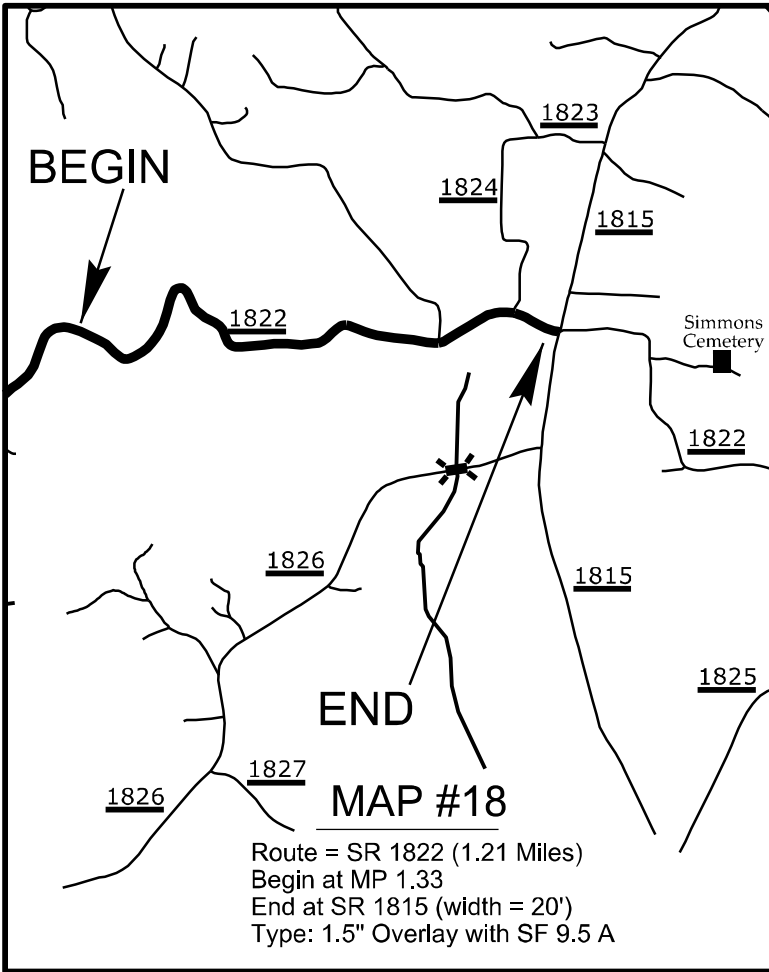 1823
BEGIN
1824
1815
1822
Simmons
Cemetery
1822
1826
1815
1825
END
1827
1826
MAP #18
Route = SR 1822 (1.21 Miles)
Begin at MP 1.33
End at SR 1815 (width = 20')
Type: 1.5" Overlay with SF 9.5 A